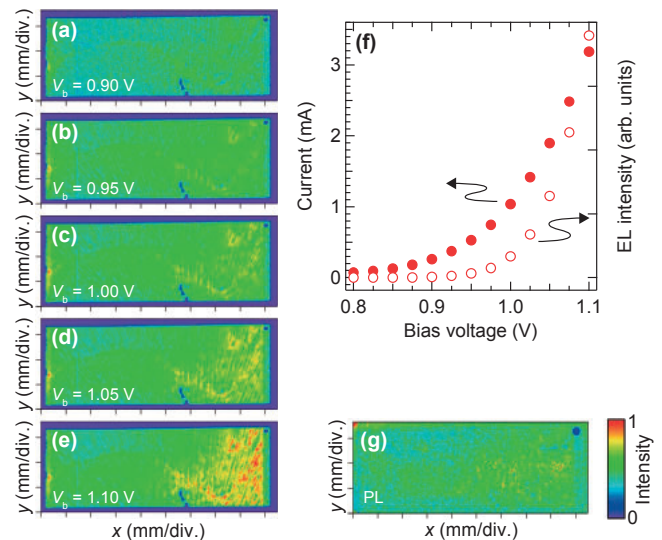 (a)
V_b = 0.90 V
y (mm/div.)
(b)
V_b = 0.95 V
y (mm/div.)
(c)
V_b = 1.00 V
y (mm/div.)
(d)
V_b = 1.05 V
y (mm/div.)
(e)
V_b = 1.10 V
y (mm/div.)
x (mm/div.)
(f)
Current (mA)
3
2
1
0
0.8 0.9 1.0 1.1
Bias voltage (V)
EL intensity (arb. units)
(g)
PL
y (mm/div.)
x (mm/div.)
1
0
Intensity